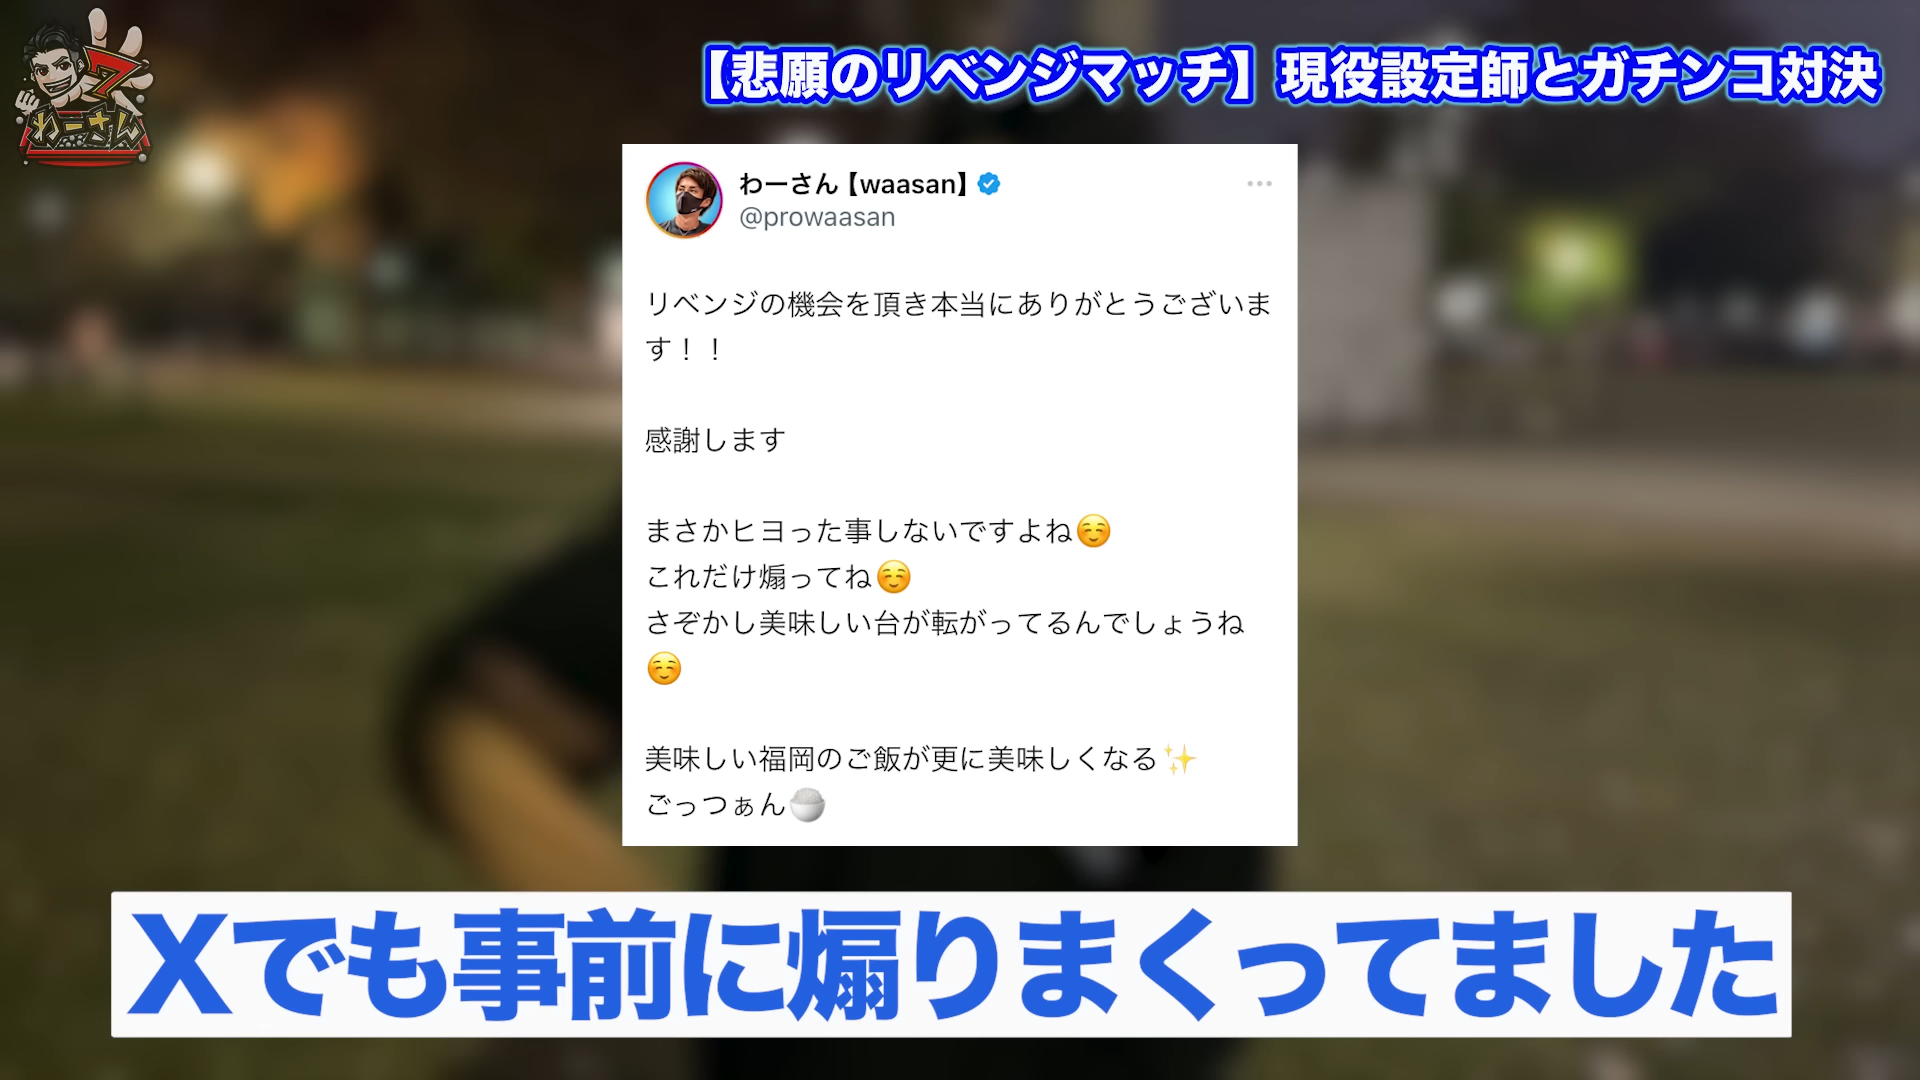 【悲願のリベンジマッチ】現役設定師とガチンコ対決
7
わーさん
わーさん【waasan】
@prowaasan
リベンジの機会を頂き本当にありがとうございま
す！！
感謝します
まさかヒヨった事しないですよね☺️
これだけ煽ってね☺️
さぞかし美味しい台が転がってるんでしょうね
☺️
美味しい福岡のご飯が更に美味しくなる✨
ごっつぁん🍚
Xでも事前に煽りまくってました